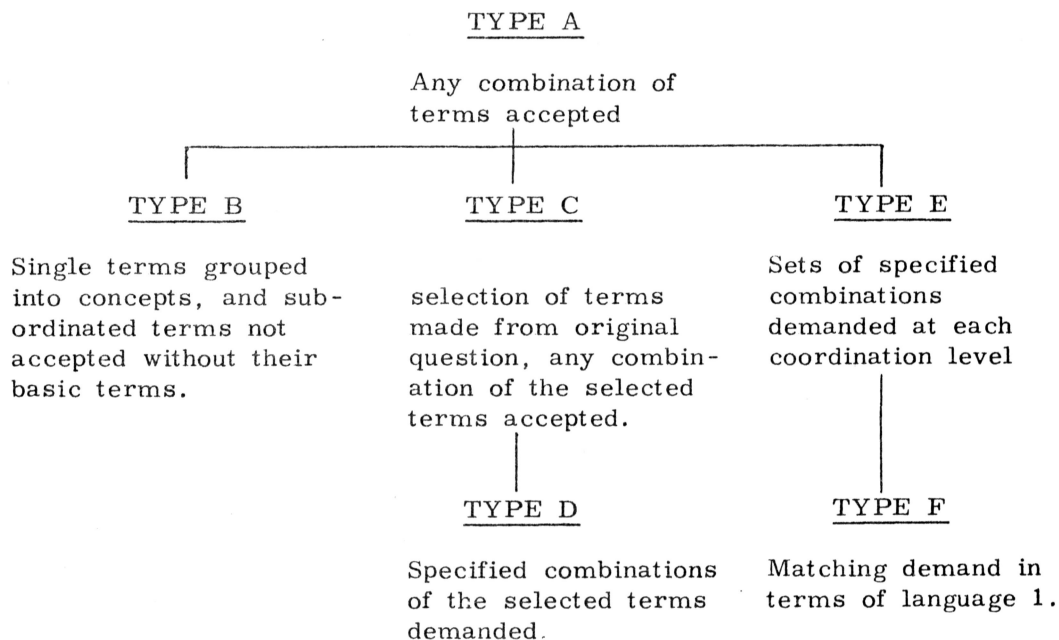 TYPE A
Any combination of
terms accepted
TYPE B
Single terms grouped
into concepts, and sub-
ordinated terms not
accepted without their
basic terms.
TYPE C
selection of terms
made from original
question, any combin-
ation of the selected
terms accepted.
TYPE E
Sets of specified
combinations
demanded at each
coordination level
TYPE D
Specified combinations
of the selected terms
demanded.
TYPE F
Matching demand in
terms of language 1.